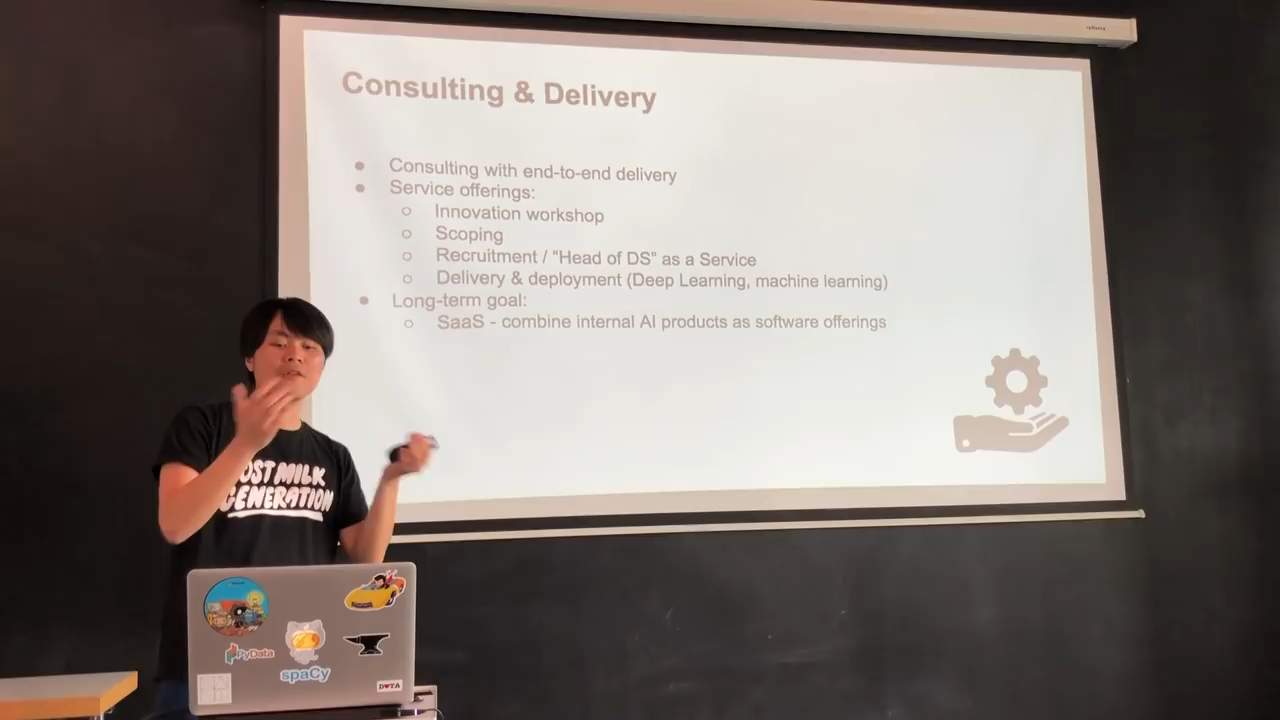 Consulting & Delivery
● Consulting with end-to-end delivery
● Service offerings:
○ Innovation workshop
○ Scoping
○ Recruitment / “Head of DS” as a Service
○ Delivery & deployment (Deep Learning, machine learning)
● Long-term goal:
○ SaaS - combine internal AI products as software offerings
MILK
GENERATION
PyData
spaCy
D♥TA